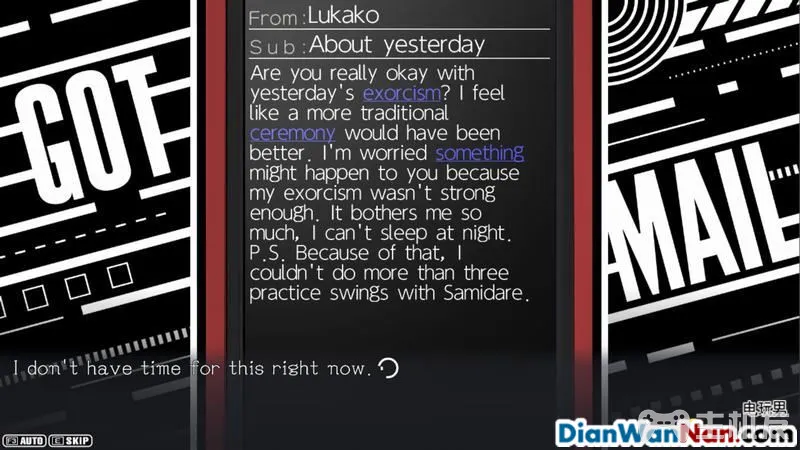 From:Lukako
Sub:About yesterday
Are you really okay with
yesterday's exorcism? I feel
like a more traditional
ceremony would have been
better. I'm worried something
might happen to you because
my exorcism wasn't strong
enough. It bothers me so
much, I can't sleep at night.
P.S. Because of that, I
couldn't do more than three
practice swings with Samidare.
GOT
MAIL
I don't have time for this right now.
AUTO
SKIP
电玩男
DianWanNan.com